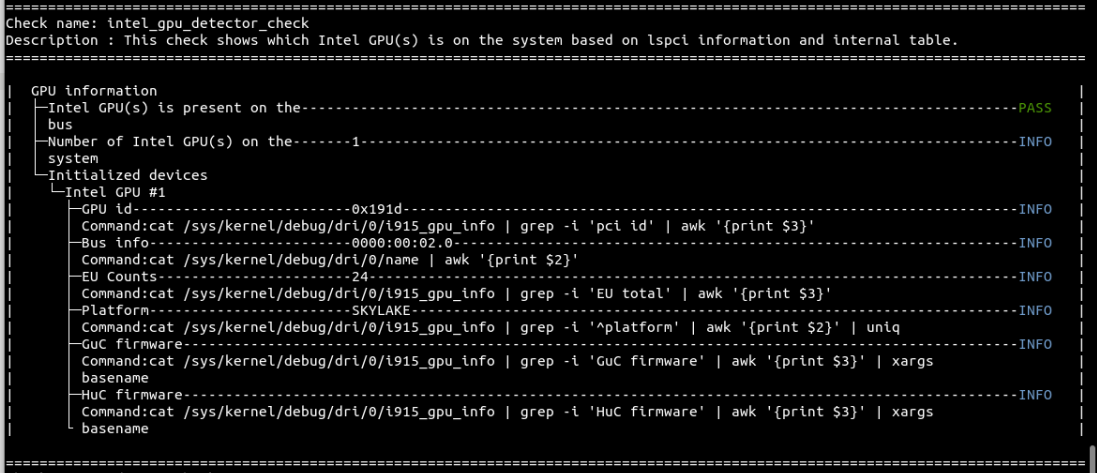 ================================================================================================================================
Check name: intel_gpu_detector_check
Description : This check shows which Intel GPU(s) is on the system based on lspci information and internal table.
================================================================================================================================
|  GPU information                                                                                                             |
|  ├─Intel GPU(s) is present on the-------------------------------------------------------------------------------------PASS   |
|  │ bus                                                                                                                        |
|  ├─Number of Intel GPU(s) on the-------1------------------------------------------------------------------------------INFO   |
|  │ system                                                                                                                     |
|  └─Initialized devices                                                                                                        |
|    └─Intel GPU #1                                                                                                             |
|      ├─GPU id--------------------------0x191d-------------------------------------------------------------------------INFO   |
|      │ Command:cat /sys/kernel/debug/dri/0/i915_gpu_info | grep -i 'pci id' | awk '{print $3}'                                |
|      ├─Bus info------------------------0000:00:02.0-------------------------------------------------------------------INFO   |
|      │ Command:cat /sys/kernel/debug/dri/0/name | awk '{print $2}'                                                            |
|      ├─EU Counts-----------------------24-----------------------------------------------------------------------------INFO   |
|      │ Command:cat /sys/kernel/debug/dri/0/i915_gpu_info | grep -i 'EU total' | awk '{print $3}'                              |
|      ├─Platform------------------------SKYLAKE------------------------------------------------------------------------INFO   |
|      │ Command:cat /sys/kernel/debug/dri/0/i915_gpu_info | grep -i '^platform' | awk '{print $2}' | uniq                      |
|      ├─GuC firmware---------------------------------------------------------------------------------------------------INFO   |
|      │ Command:cat /sys/kernel/debug/dri/0/i915_gpu_info | grep -i 'GuC firmware' | awk '{print $3}' | xargs                  |
|      │ basename                                                                                                               |
|      ├─HuC firmware---------------------------------------------------------------------------------------------------INFO   |
|      │ Command:cat /sys/kernel/debug/dri/0/i915_gpu_info | grep -i 'HuC firmware' | awk '{print $3}' | xargs                  |
|      └ basename                                                                                                               |
================================================================================================================================